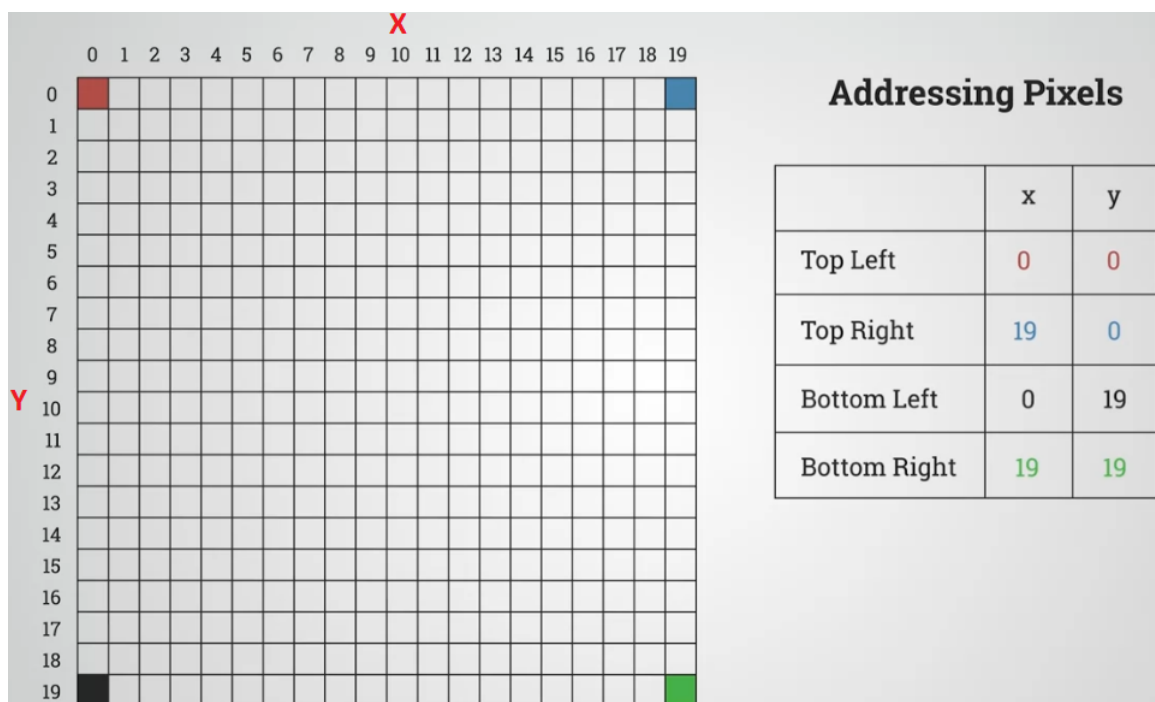 X
0 1 2 3 4 5 6 7 8 9 10 11 12 13 14 15 16 17 18 19
0
1
2
3
4
5
6
7
8
9
Y
10
11
12
13
14
15
16
17
18
19
Addressing Pixels
x y
Top Left 0 0
Top Right 19 0
Bottom Left 0 19
Bottom Right 19 19